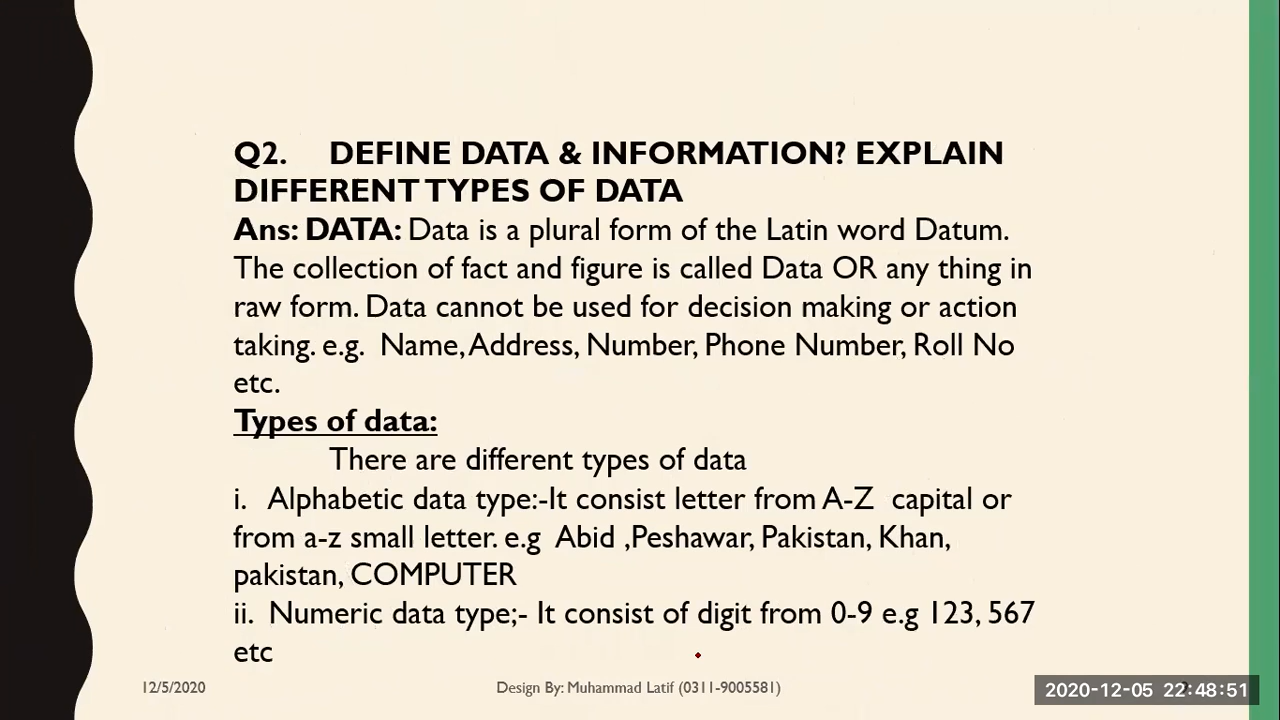 Q2. DEFINE DATA & INFORMATION? EXPLAIN
DIFFERENT TYPES OF DATA
Ans: DATA: Data is a plural form of the Latin word Datum.
The collection of fact and figure is called Data OR any thing in
raw form. Data cannot be used for decision making or action
taking. e.g. Name, Address, Number, Phone Number, Roll No
etc.
Types of data:
There are different types of data
i. Alphabetic data type:-It consist letter from A-Z capital or
from a-z small letter. e.g Abid ,Peshawar, Pakistan, Khan,
pakistan, COMPUTER
ii. Numeric data type;- It consist of digit from 0-9 e.g 123, 567
etc
12/5/2020 Design By: Muhammad Latif (0311-9005581) 2020-12-05 22:48:51